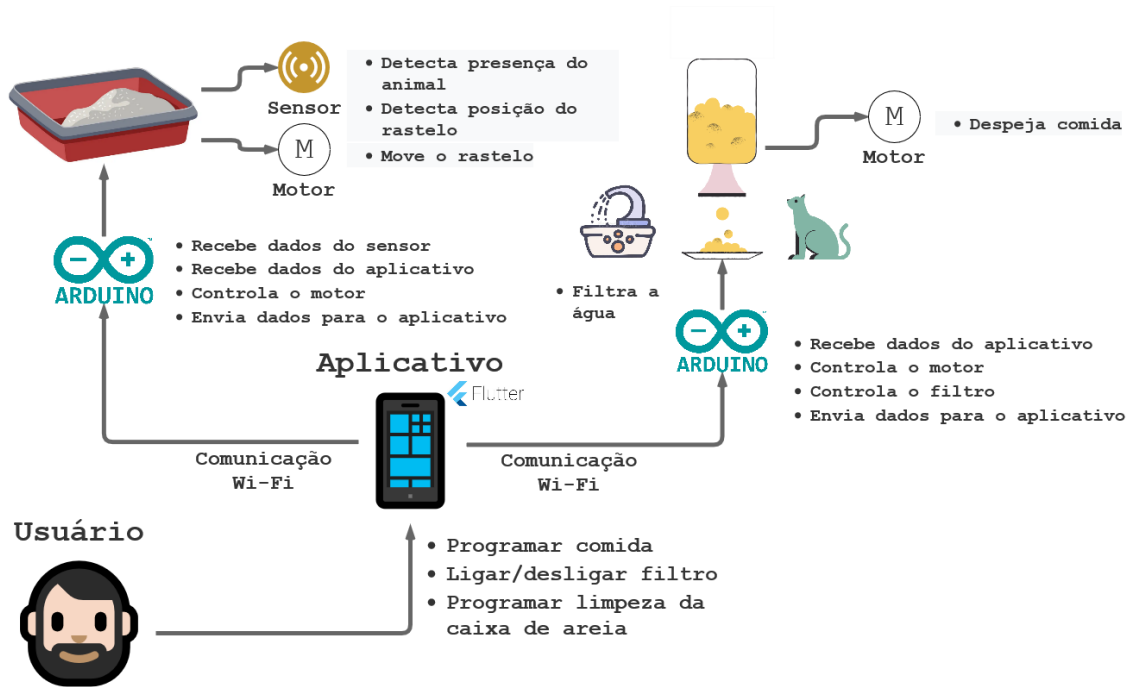 Sensor
• Detecta presença do
animal
• Detecta posição do
rastelo
• Move o rastelo
M
Motor
M
Motor
• Despeja comida
ARDUINO
• Recebe dados do sensor
• Recebe dados do aplicativo
• Controla o motor
• Envia dados para o aplicativo
• Filtra a
água
ARDUINO
• Recebe dados do aplicativo
• Controla o motor
• Controla o filtro
• Envia dados para o aplicativo
Aplicativo
Flutter
Comunicação
Wi-Fi
Comunicação
Wi-Fi
Usuário
• Programar comida
• Ligar/desligar filtro
• Programar limpeza da
caixa de areia